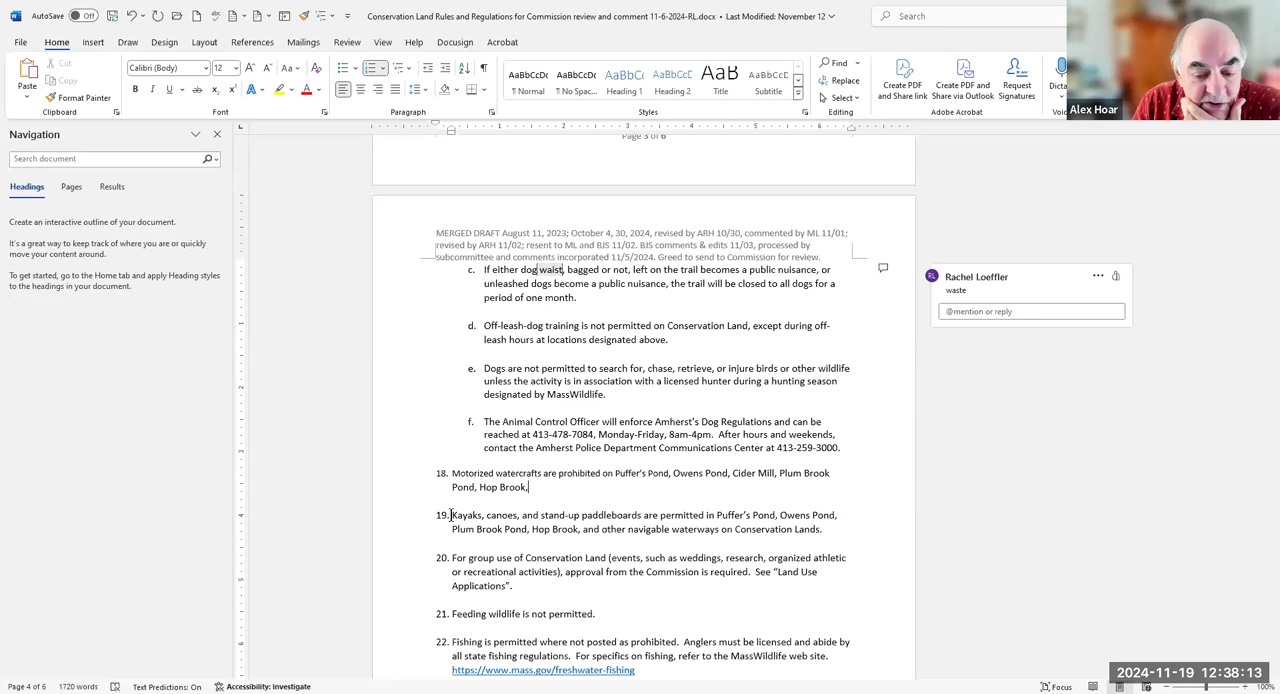 AutoSave Off
Conservation Land Rules and Regulations for Commission review and comment 11-6-2024-RL.docx • Last Modified: November 12
Search
File Home Insert Draw Design Layout References Mailings Review View Help Docusign Acrobat
Paste
Cut
Copy
Format Painter
Clipboard
Calibri (Body) 12
Font
Paragraph
AaBbCcDc AaBbCcDc AaBbC( AaBbCcD AaB AaBbCcD
¶ Normal ¶ No Spac... Heading 1 Heading 2 Title Subtitle
Styles
Find
Replace
Select
Editing
Create PDF and Share link
Create PDF and Share via Outlook
Request Signatures
Adobe Acrobat
Dicta
Alex Hoar
Navigation
Search document
Headings Pages Results
Create an interactive outline of your document.
It's a great way to keep track of where you are or quickly
move your content around.
To get started, go to the Home tab and apply Heading styles
to the headings in your document.
Page 3 of 6
MERGED DRAFT August 11, 2023; October 4, 30, 2024, revised by ARH 10/30, commented by ML 11/01;
revised by ARH 11/02; resent to ML and BJS 11/02. BJS comments & edits 11/03, processed by
subcommittee and comments incorporated 11/5/2024. Greed to send to Commission for review.
c. If either dog waist, bagged or not, left on the trail becomes a public nuisance, or
unleashed dogs become a public nuisance, the trail will be closed to all dogs for a
period of one month.
d. Off-leash-dog training is not permitted on Conservation Land, except during off-
leash hours at locations designated above.
e. Dogs are not permitted to search for, chase, retrieve, or injure birds or other wildlife
unless the activity is in association with a licensed hunter during a hunting season
designated by MassWildlife.
f. The Animal Control Officer will enforce Amherst's Dog Regulations and can be
reached at 413-478-7084, Monday-Friday, 8am-4pm. After hours and weekends,
contact the Amherst Police Department Communications Center at 413-259-3000.
18. Motorized watercrafts are prohibited on Puffer's Pond, Owens Pond, Cider Mill, Plum Brook
Pond, Hop Brook,
19. Kayaks, canoes, and stand-up paddleboards are permitted in Puffer's Pond, Owens Pond,
Plum Brook Pond, Hop Brook, and other navigable waterways on Conservation Lands.
20. For group use of Conservation Land (events, such as weddings, research, organized athletic
or recreational activities), approval from the Commission is required. See "Land Use
Applications".
21. Feeding wildlife is not permitted.
22. Fishing is permitted where not posted as prohibited. Anglers must be licensed and abide by
all state fishing regulations. For specifics on fishing, refer to the MassWildlife web site.
https://www.mass.gov/freshwater-fishing
RL Rachel Loeffler
waste
@mention or reply
2024-11-19 12:38:13
Page 4 of 6 1720 words Text Predictions: On Accessibility: Investigate
Focus
100%